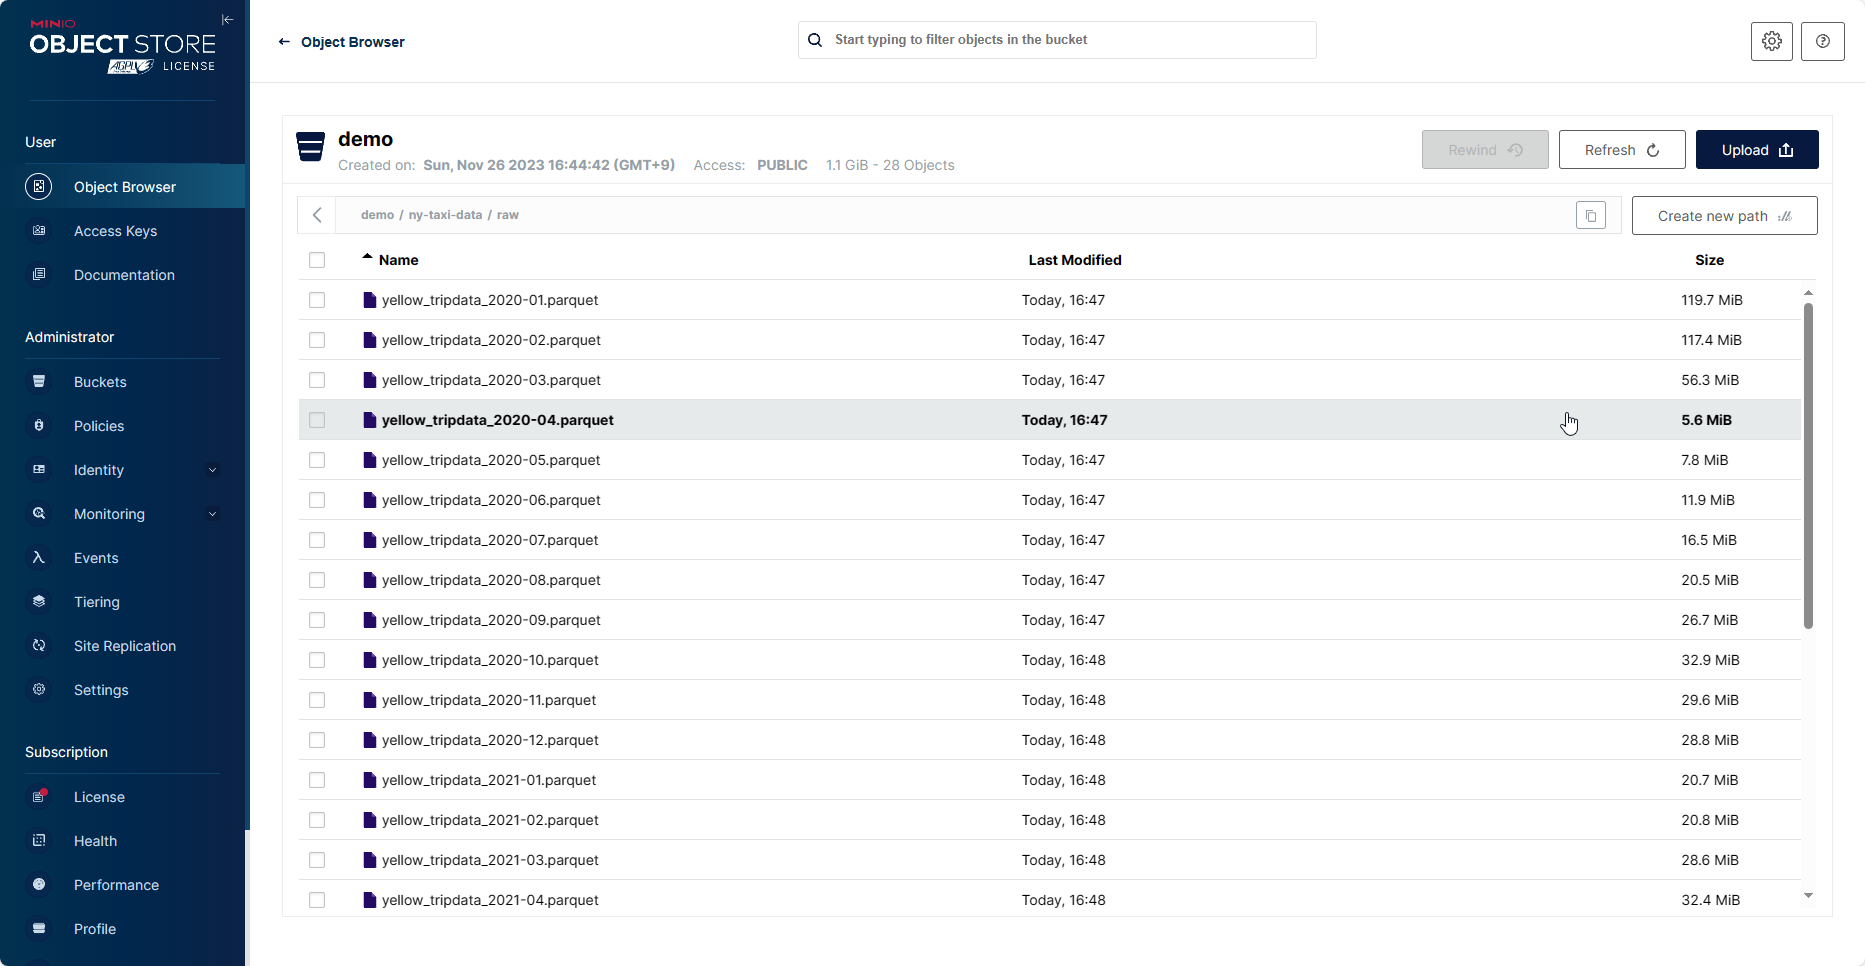 MINIO
OBJECT STORE
AGPLv3 LICENSE
User
Object Browser
Access Keys
Documentation
Administrator
Buckets
Policies
Identity
Monitoring
Events
Tiering
Site Replication
Settings
Subscription
License
Health
Performance
Profile
Object Browser
Start typing to filter objects in the bucket
demo
Created on: Sun, Nov 26 2023 16:44:42 (GMT+9) Access: PUBLIC 1.1 GiB - 28 Objects
Rewind
Refresh
Upload
demo / ny-taxi-data / raw
Create new path
Name Last Modified Size
yellow_tripdata_2020-01.parquet Today, 16:47 119.7 MiB
yellow_tripdata_2020-02.parquet Today, 16:47 117.4 MiB
yellow_tripdata_2020-03.parquet Today, 16:47 56.3 MiB
yellow_tripdata_2020-04.parquet Today, 16:47 5.6 MiB
yellow_tripdata_2020-05.parquet Today, 16:47 7.8 MiB
yellow_tripdata_2020-06.parquet Today, 16:47 11.9 MiB
yellow_tripdata_2020-07.parquet Today, 16:47 16.5 MiB
yellow_tripdata_2020-08.parquet Today, 16:47 20.5 MiB
yellow_tripdata_2020-09.parquet Today, 16:47 26.7 MiB
yellow_tripdata_2020-10.parquet Today, 16:48 32.9 MiB
yellow_tripdata_2020-11.parquet Today, 16:48 29.6 MiB
yellow_tripdata_2020-12.parquet Today, 16:48 28.8 MiB
yellow_tripdata_2021-01.parquet Today, 16:48 20.7 MiB
yellow_tripdata_2021-02.parquet Today, 16:48 20.8 MiB
yellow_tripdata_2021-03.parquet Today, 16:48 28.6 MiB
yellow_tripdata_2021-04.parquet Today, 16:48 32.4 MiB